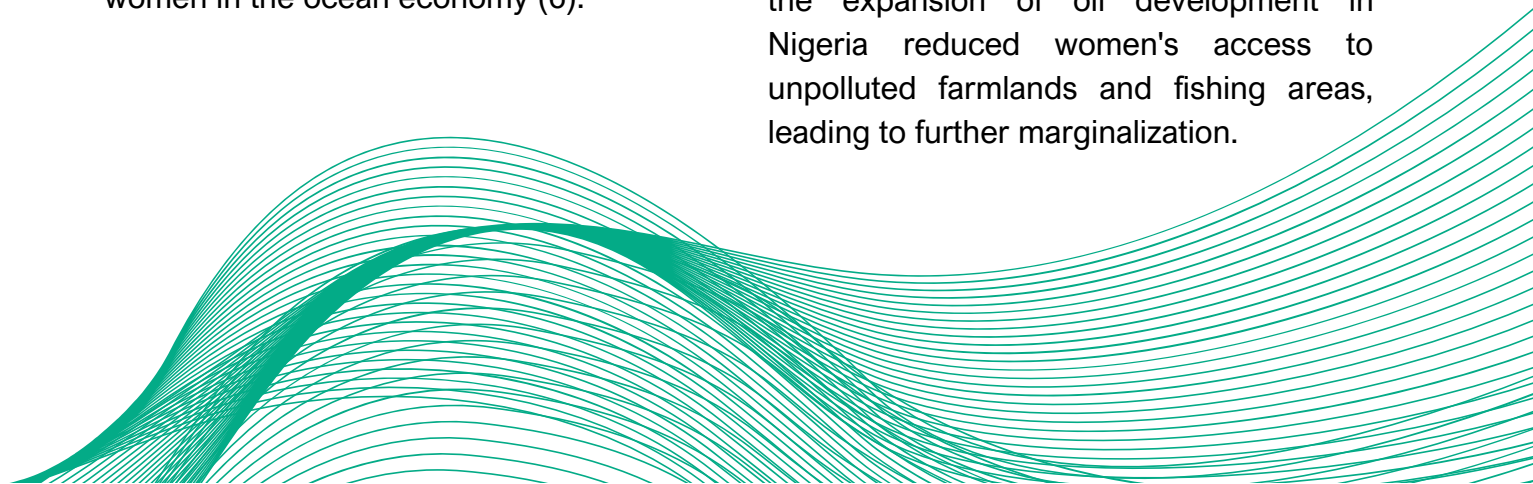 women in the ocean economy (6).
the expansion of oil development in
Nigeria reduced women's access to
unpolluted farmlands and fishing areas,
leading to further marginalization.